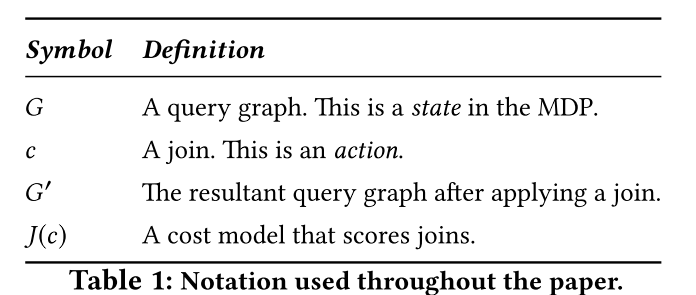 Symbol Definition
G A query graph. This is a state in the MDP.
c A join. This is an action.
G′ The resultant query graph after applying a join.
J(c) A cost model that scores joins.
Table 1: Notation used throughout the paper.